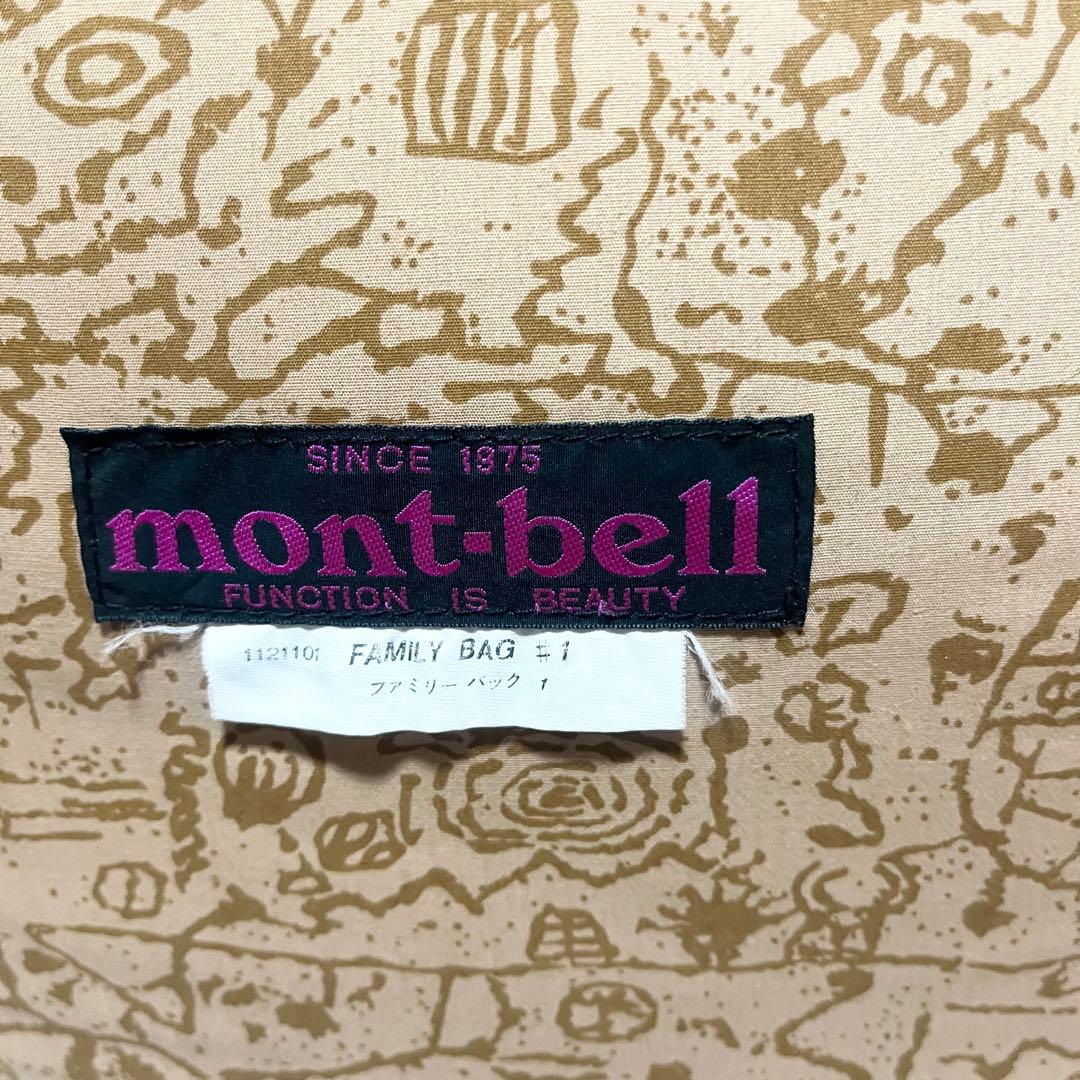 SINCE 1975
mont-bell
FUNCTION IS BEAUTY
1121101 FAMILY BAG #1
ファミリーバック 1